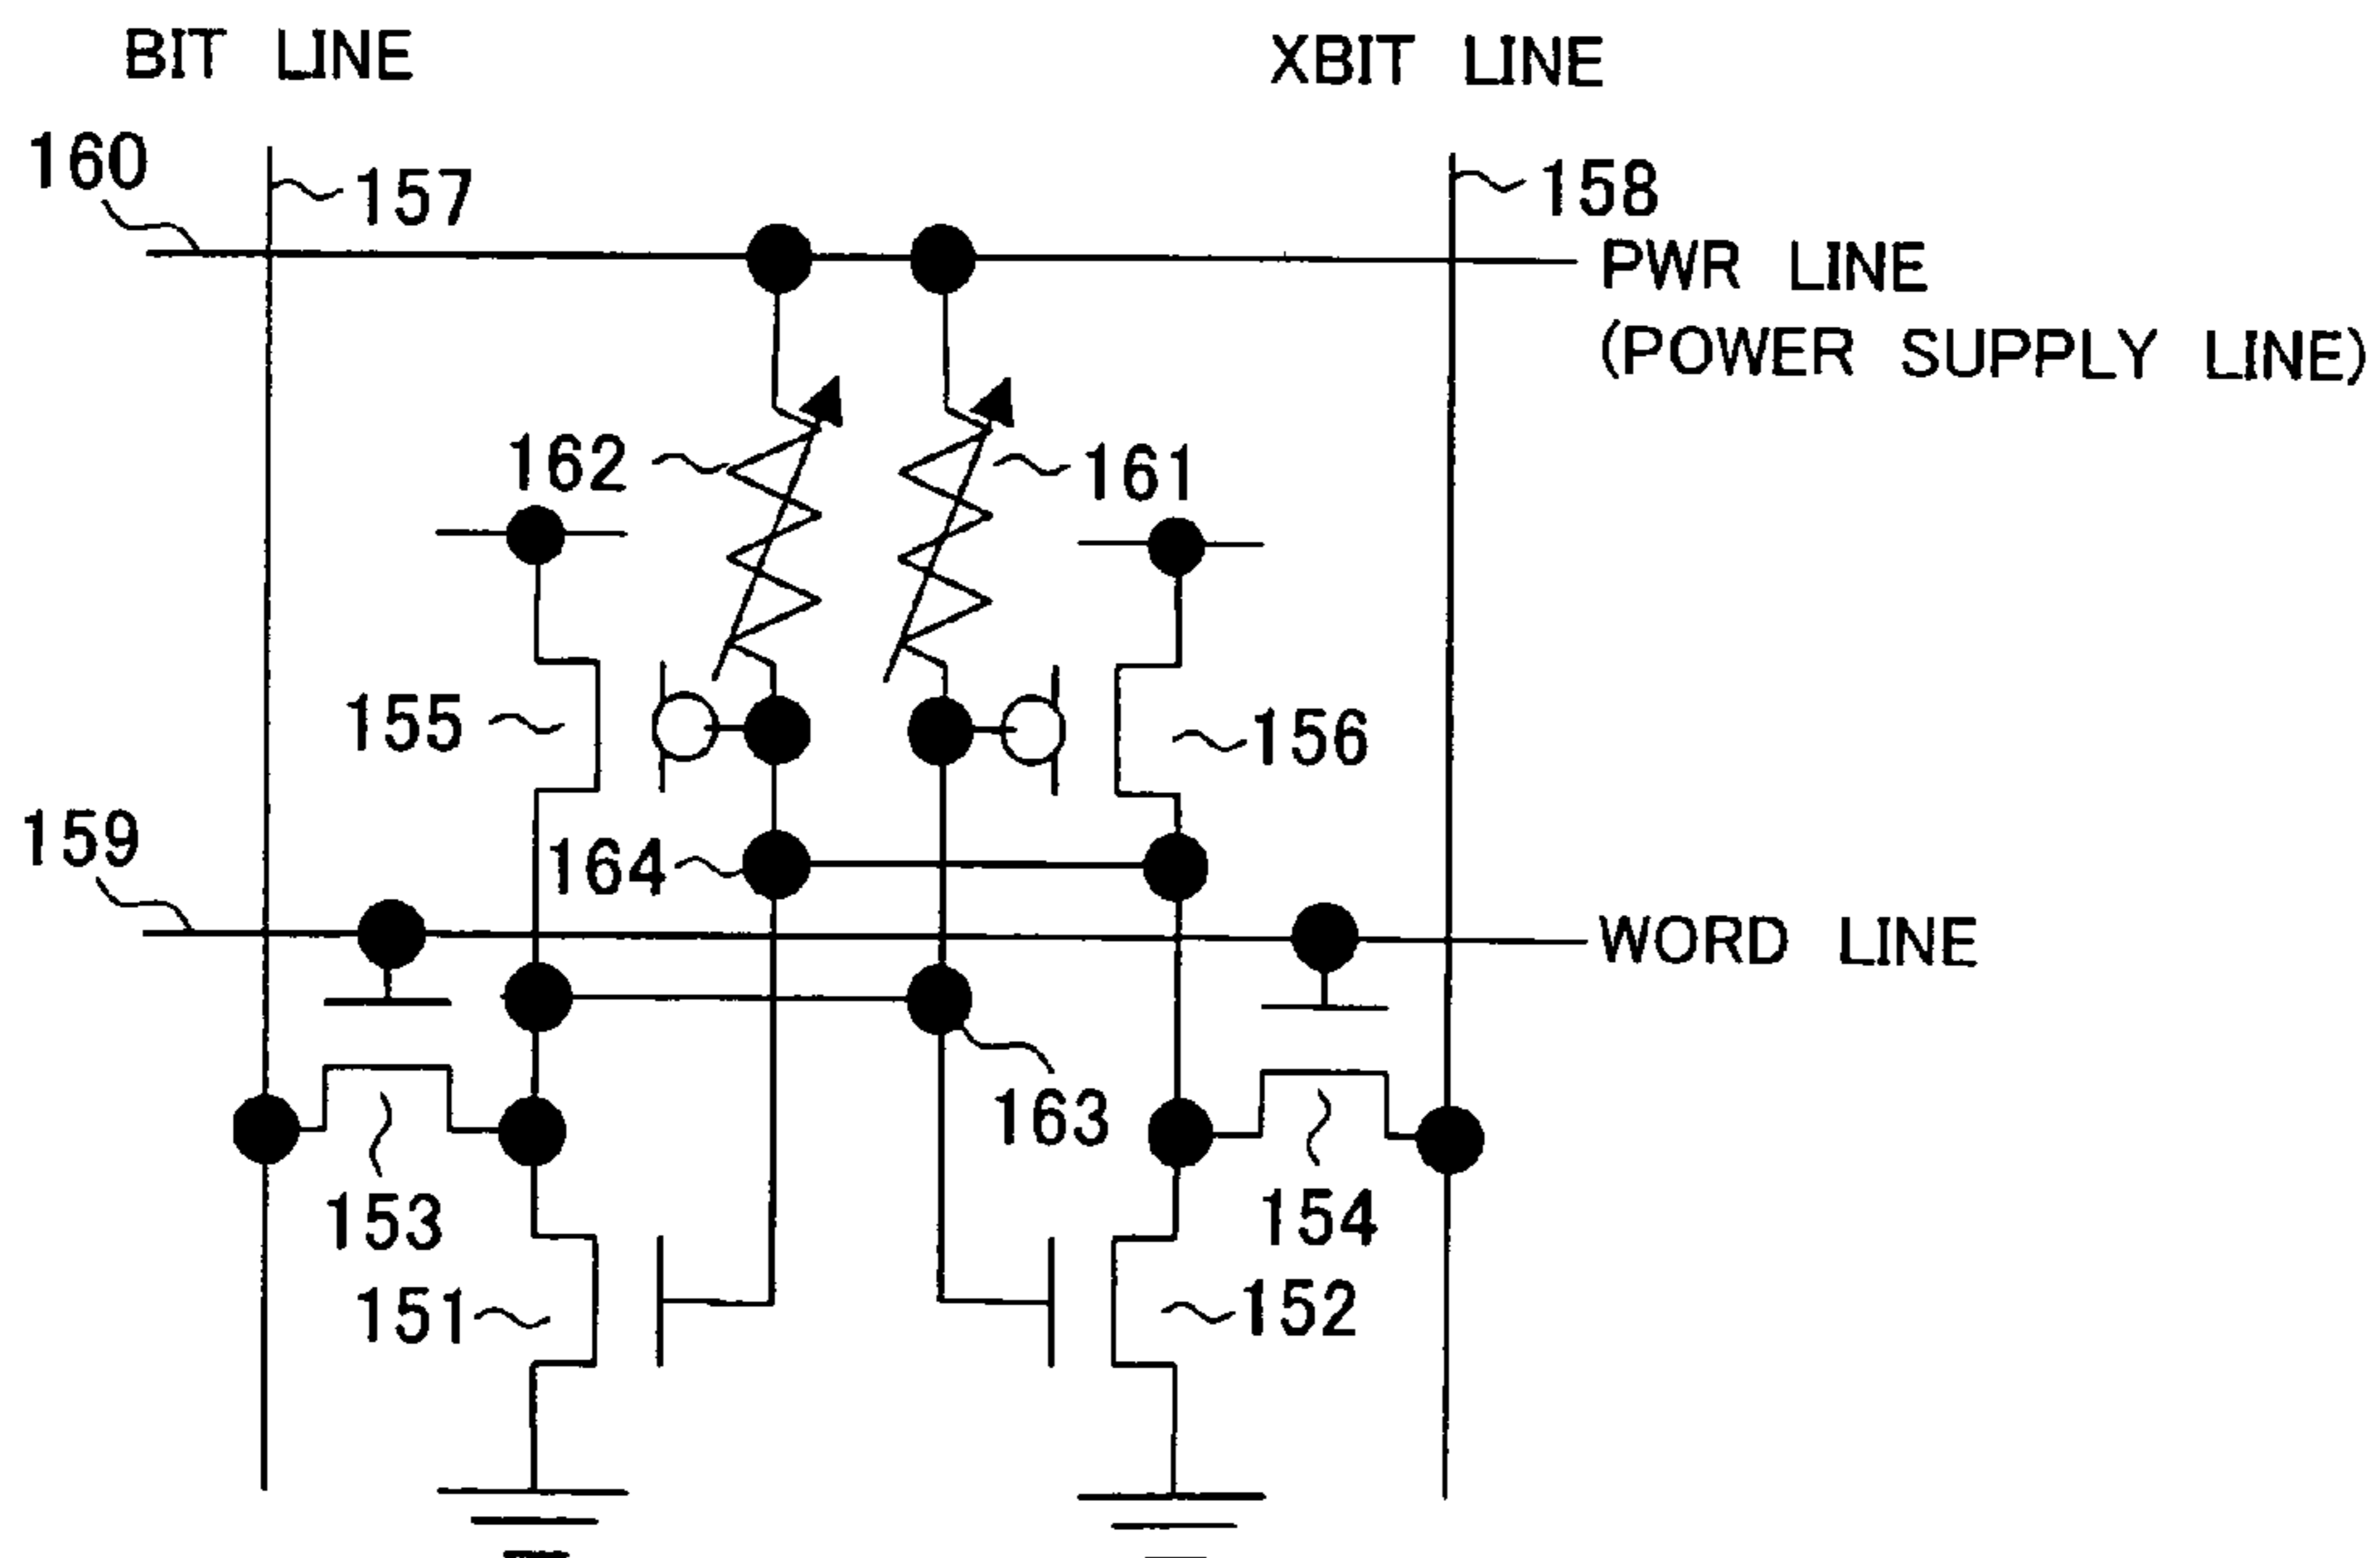 BIT LINE
XBIT LINE
160
157
158
PWR LINE
(POWER SUPPLY LINE)
162
161
155
156
159
164
WORD LINE
163
153
154
151
152